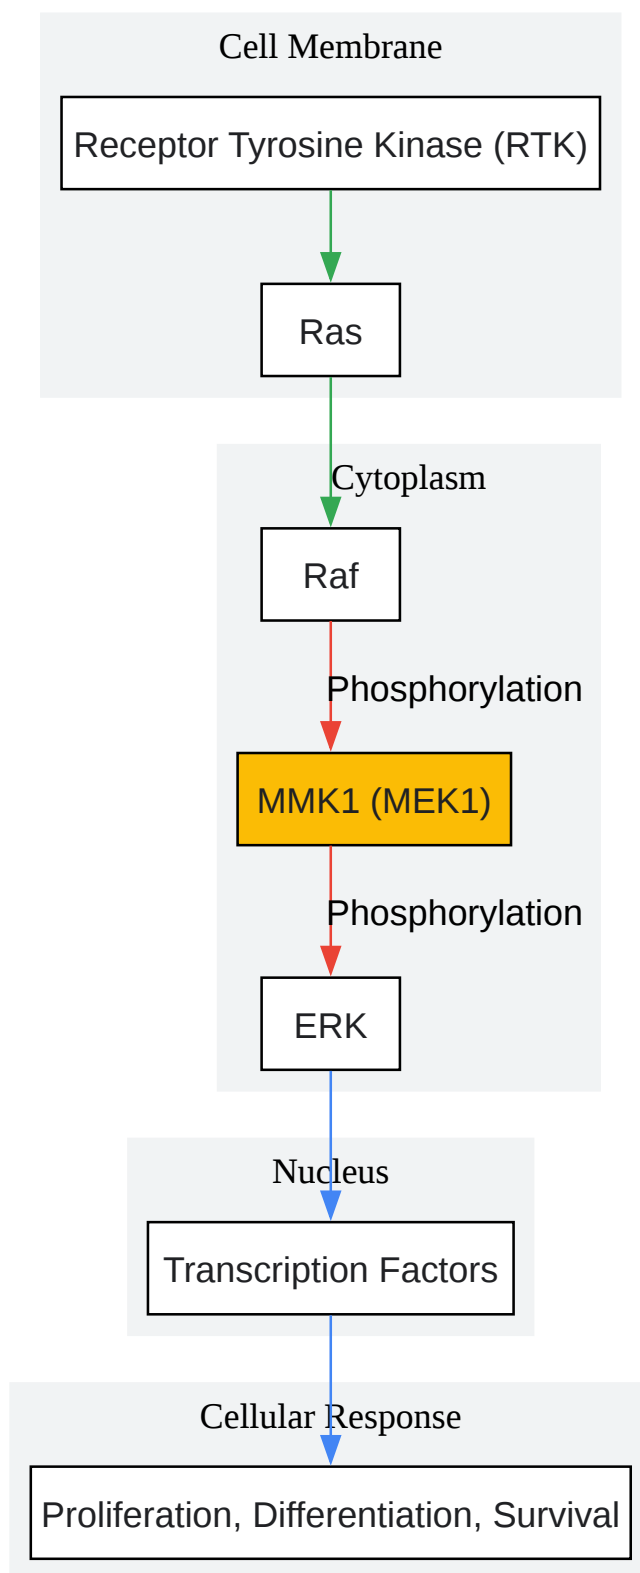 Cell Membrane
Receptor Tyrosine Kinase (RTK)
Ras
Cytoplasm
Raf
Phosphorylation
MMK1 (MEK1)
Phosphorylation
ERK
Nucleus
Transcription Factors
Cellular Response
Proliferation, Differentiation, Survival